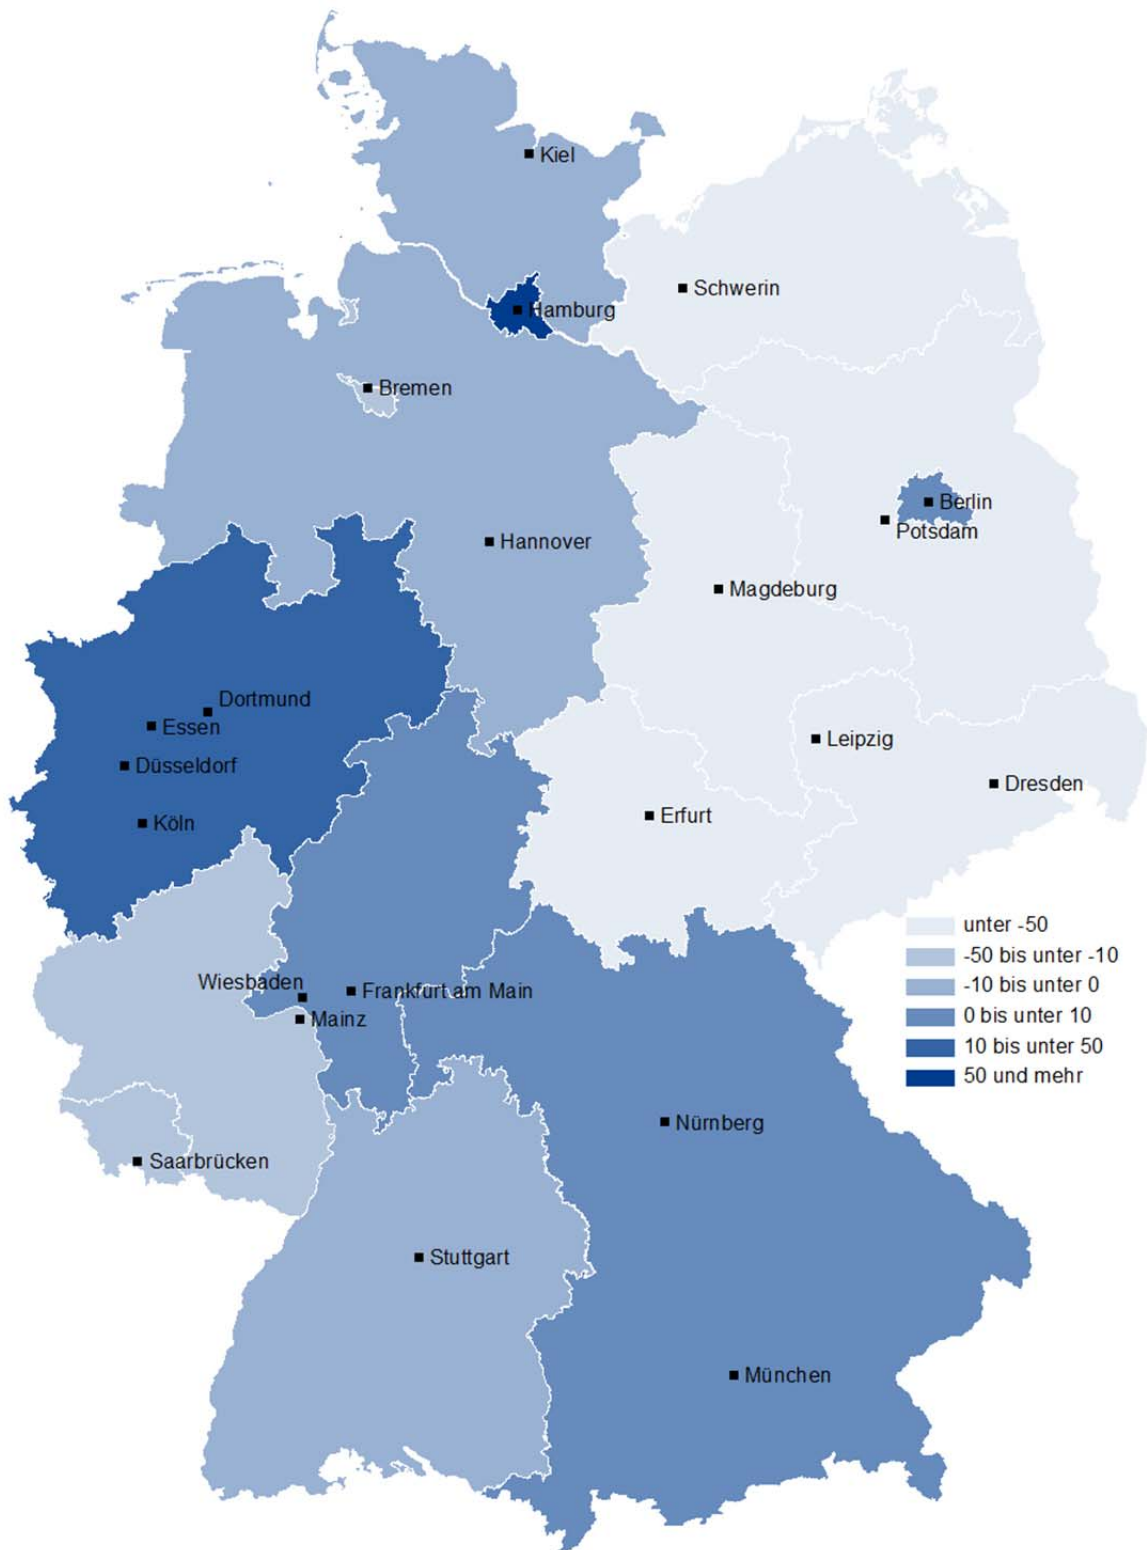 Kiel
Schwerin
Hamburg
Bremen
Berlin
Potsdam
Hannover
Magdeburg
Dortmund
Essen
Leipzig
Düsseldorf
Dresden
Köln
Erfurt
unter -50
-50 bis unter -10
-10 bis unter 0
0 bis unter 10
10 bis unter 50
50 und mehr
Wiesbaden
Frankfurt am Main
Mainz
Nürnberg
Saarbrücken
Stuttgart
München